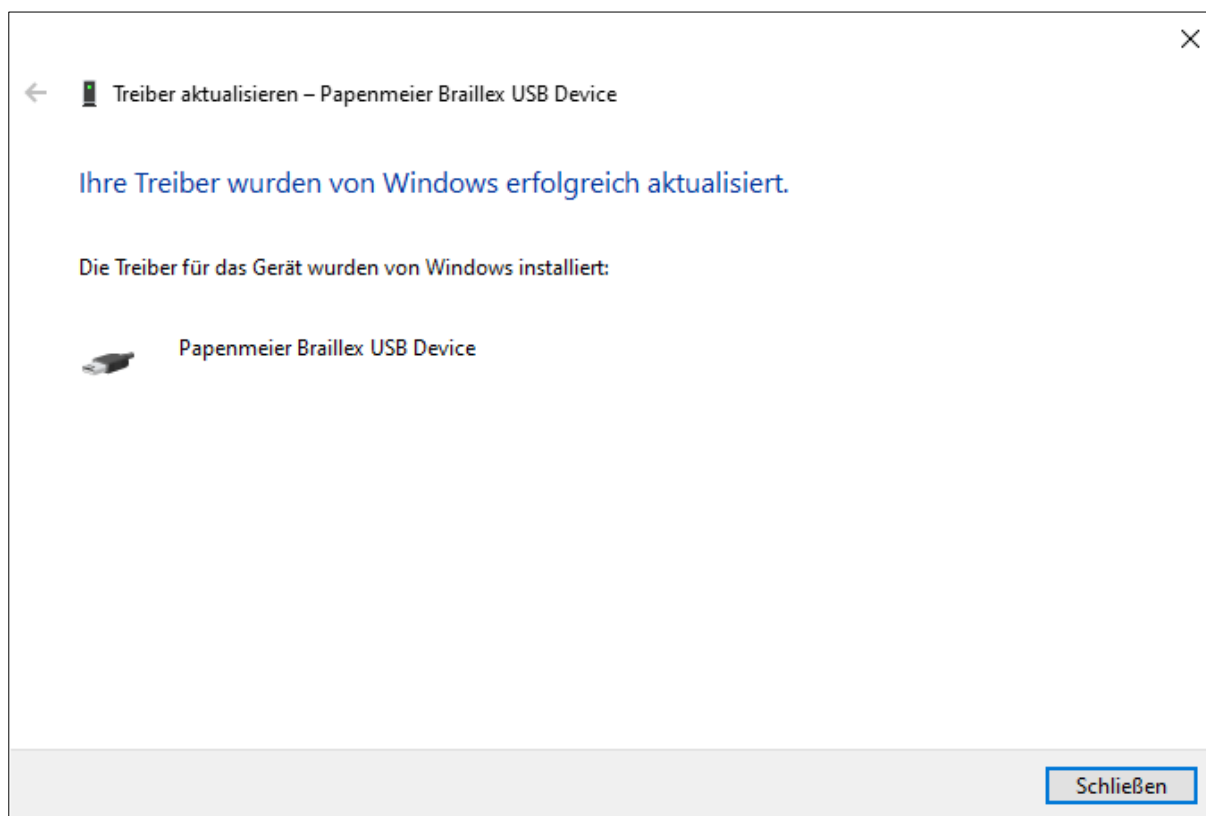 Treiber aktualisieren – Papenmeier Braillex USB Device
Ihre Treiber wurden von Windows erfolgreich aktualisiert.
Die Treiber für das Gerät wurden von Windows installiert:
Papenmeier Braillex USB Device
Schließen